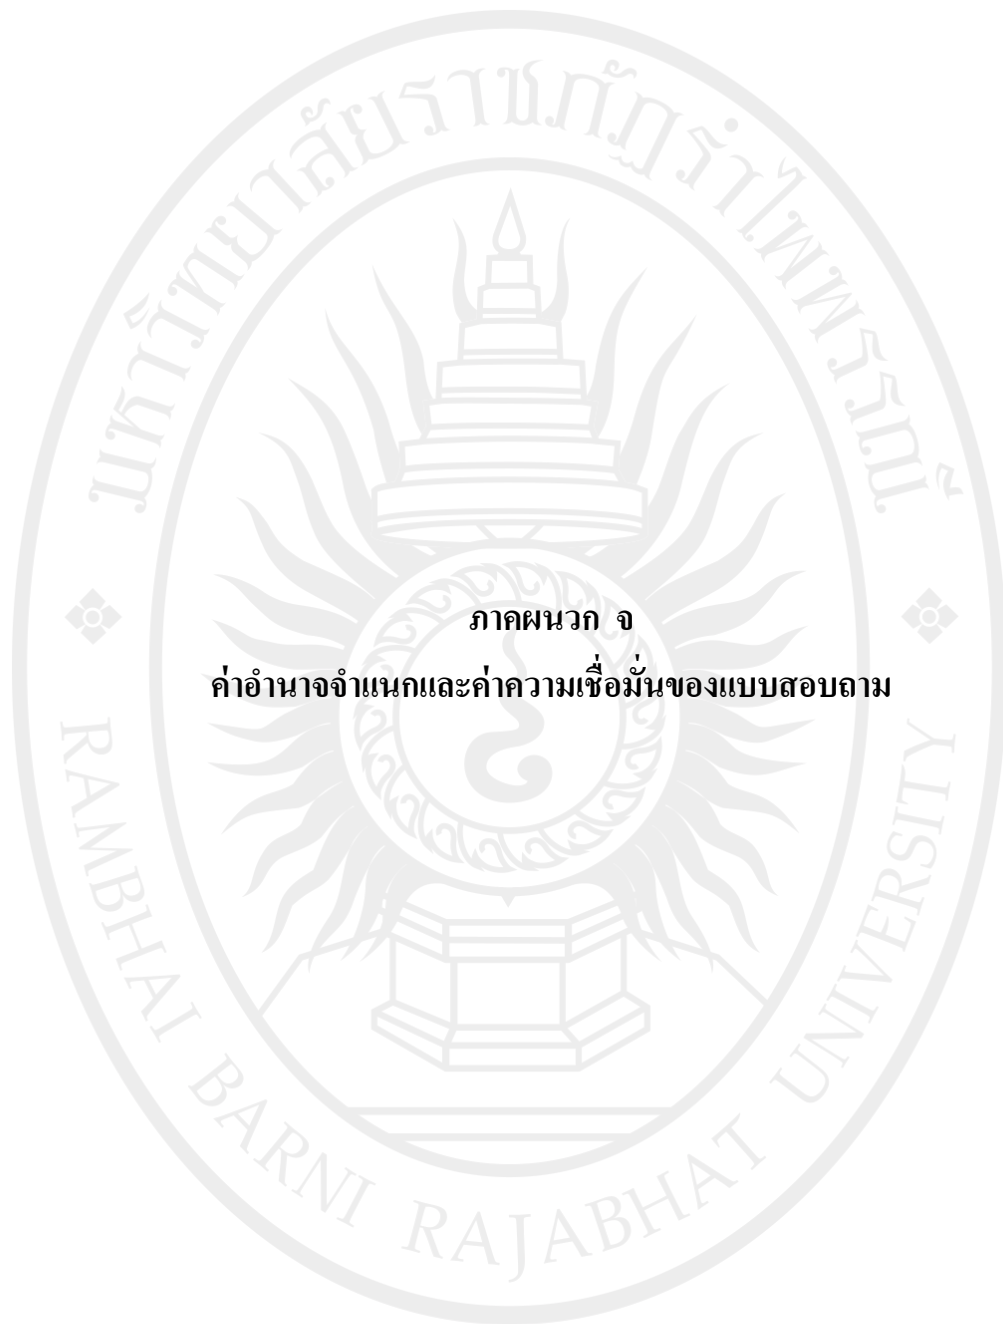 มหาวิทยาลัยราชภัฏรำไพพรรณี
ภาคผนวก จ
ค่าอำนาจจำแนกและค่าความเชื่อมั่นของแบบสอบถาม
RAMBHAI BARNI RAJABHAT UNIVERSITY